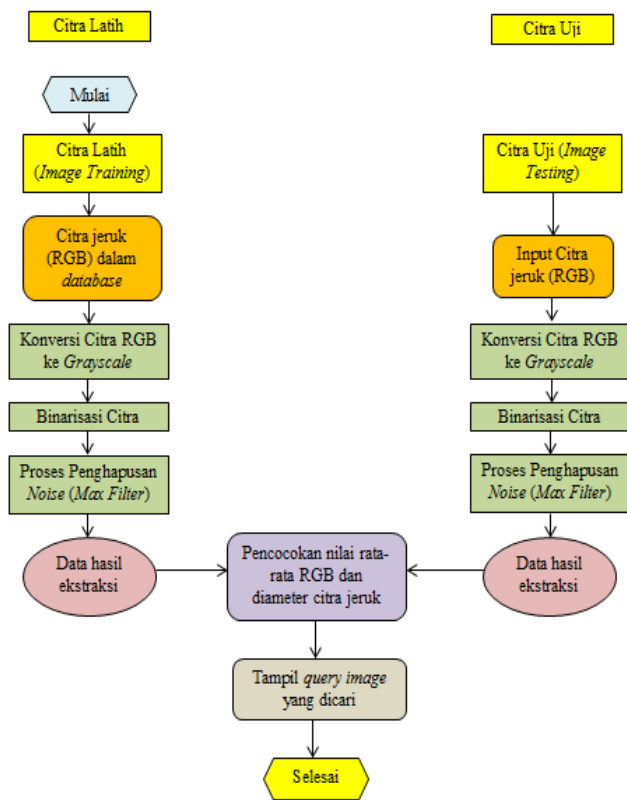 Citra Latih
Citra Uji
Mulai
Citra Latih
(Image Training)
Citra Uji (Image
Testing)
Citra jeruk
(RGB) dalam
database
Input Citra
jeruk (RGB)
Konversi Citra RGB
ke Grayscale
Konversi Citra RGB
ke Grayscale
Binarisasi Citra
Binarisasi Citra
Proses Penghapusan
Noise (Max Filter)
Proses Penghapusan
Noise (Max Filter)
Data hasil
ekstraksi
Pencocokan nilai rata-
rata RGB dan
diameter citra jeruk
Data hasil
ekstraksi
Tampil query image
yang dicari
Selesai